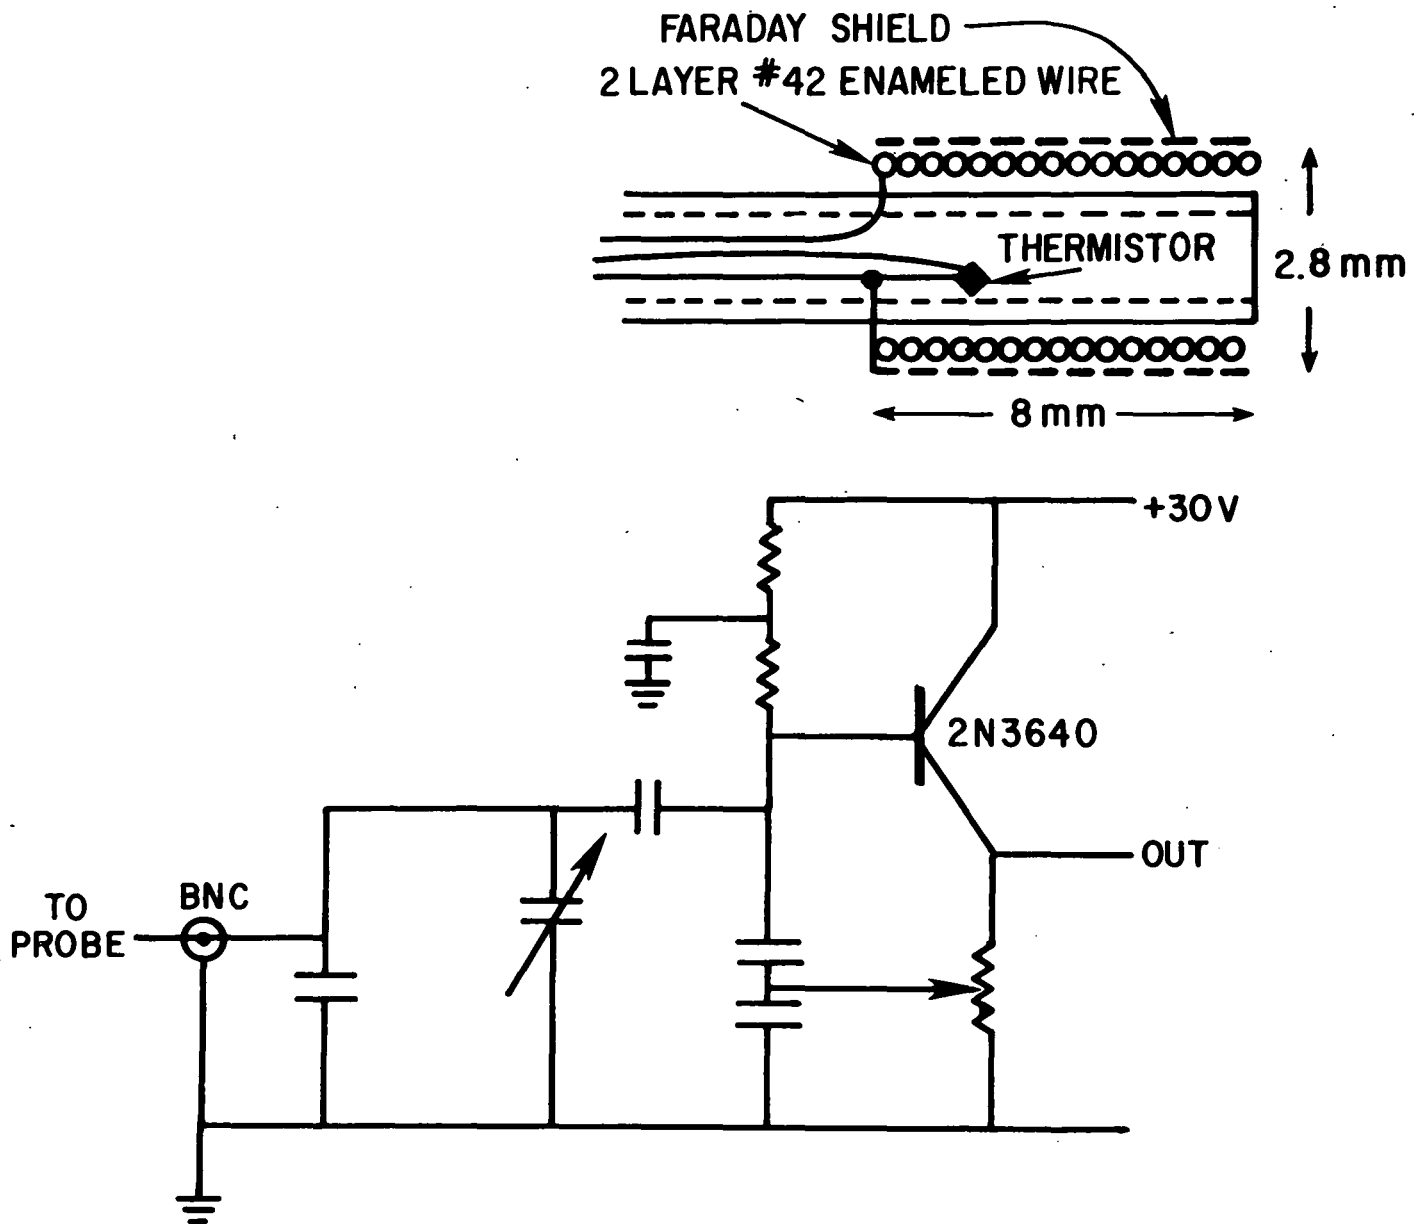 FARADAY SHIELD
2 LAYER #42 ENAMELED WIRE
THERMISTOR
2.8 mm
8 mm
+30V
2N3640
OUT
BNC
TO
PROBE